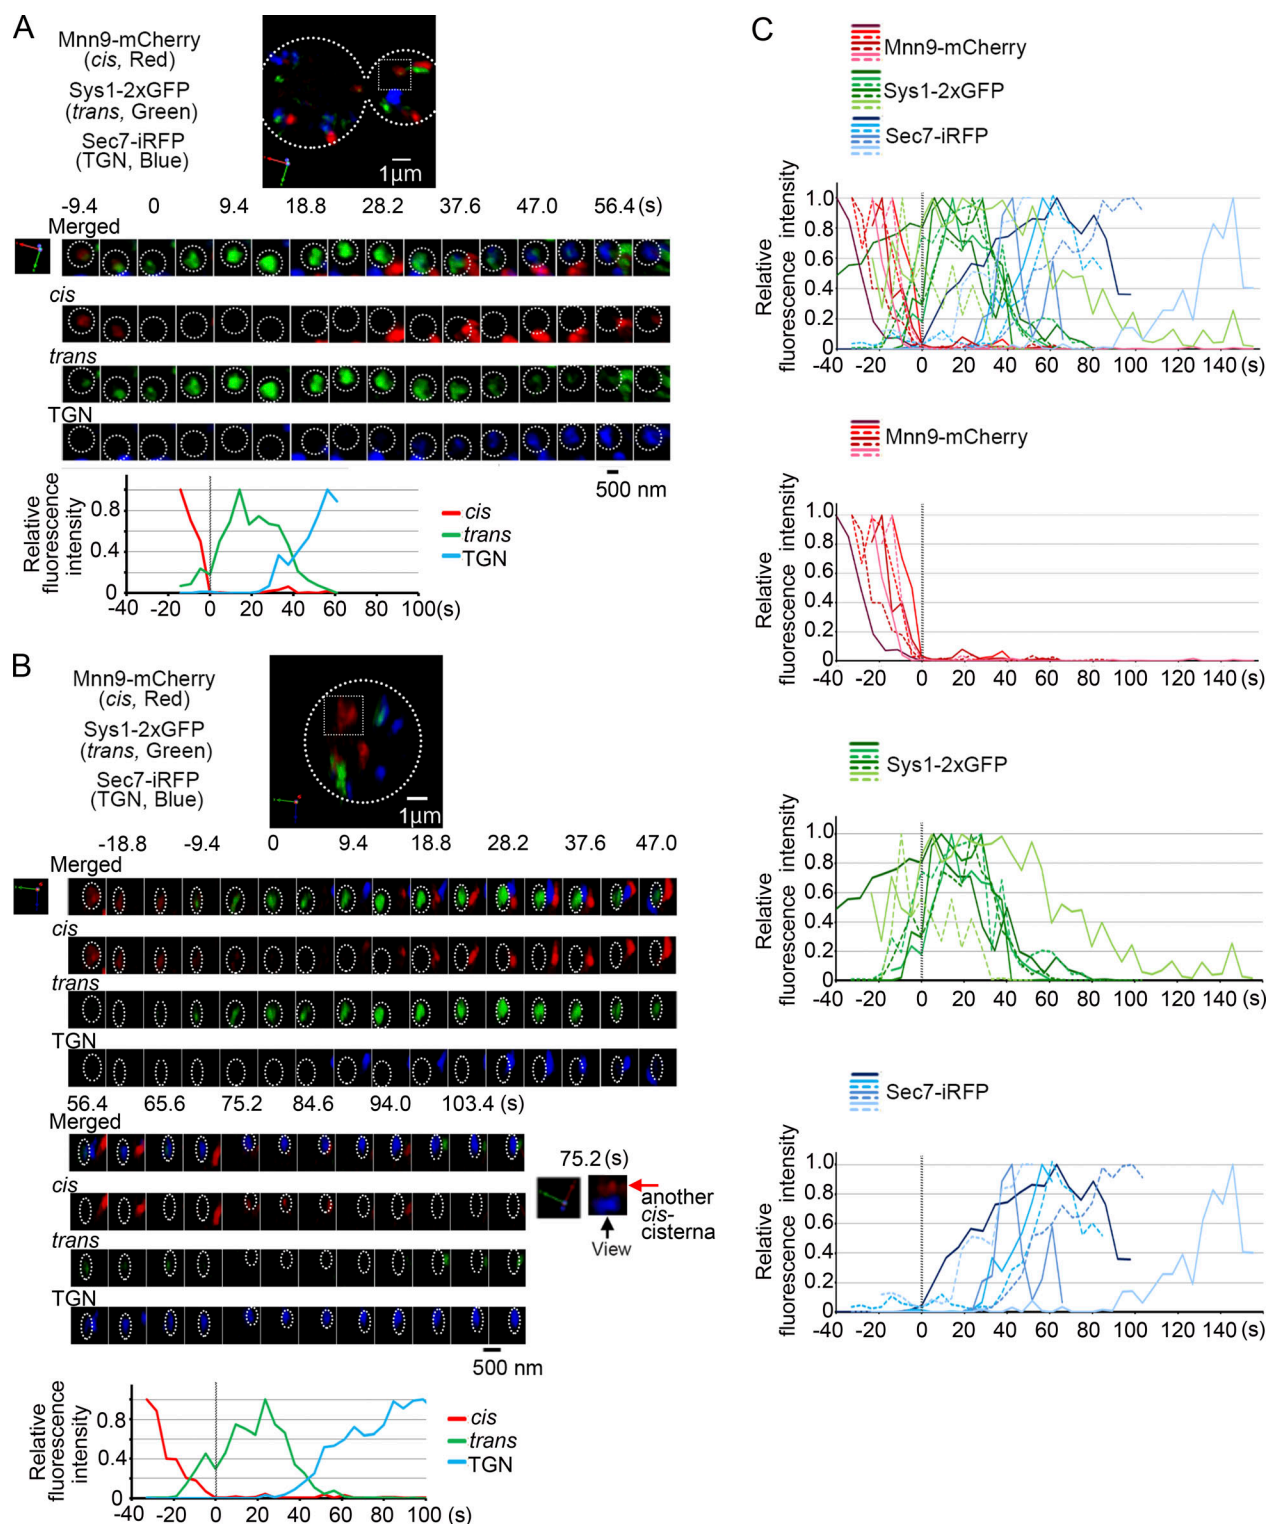 A
Mnn9-mCherry
(cis, Red)
Sys1-2xGFP
(trans, Green)
Sec7-iRFP
(TGN, Blue)
1μm
-9.4 0 9.4 18.8 28.2 37.6 47.0 56.4 (s)
Merged
cis
trans
TGN
500 nm
Relative
fluorescence
intensity
0.8
0.4
0
-40 -20 0 20 40 60 80 100(s)
cis
trans
TGN
B
Mnn9-mCherry
(cis, Red)
Sys1-2xGFP
(trans, Green)
Sec7-iRFP
(TGN, Blue)
1μm
-18.8 -9.4 0 9.4 18.8 28.2 37.6 47.0
Merged
cis
trans
TGN
56.4 65.6 75.2 84.6 94.0 103.4 (s)
Merged
cis
trans
TGN
75.2 (s)
another
cis-
cisterna
View
500 nm
Relative
fluorescence
intensity
0.8
0.4
0
-40 -20 0 20 40 60 80 100 (s)
cis
trans
TGN
C
Mnn9-mCherry
Sys1-2xGFP
Sec7-iRFP
Relative
fluorescence intensity
1.0
0.8
0.6
0.4
0.2
0
-40 -20 0 20 40 60 80 100 120 140 (s)
Mnn9-mCherry
Relative
fluorescence intensity
1.0
0.8
0.6
0.4
0.2
0
-40 -20 0 20 40 60 80 100 120 140 (s)
Sys1-2xGFP
Relative
fluorescence intensity
1.0
0.8
0.6
0.4
0.2
0
-40 -20 0 20 40 60 80 100 120 140 (s)
Sec7-iRFP
Relative
fluorescence intensity
1.0
0.8
0.6
0.4
0.2
0
-40 -20 0 20 40 60 80 100 120 140 (s)